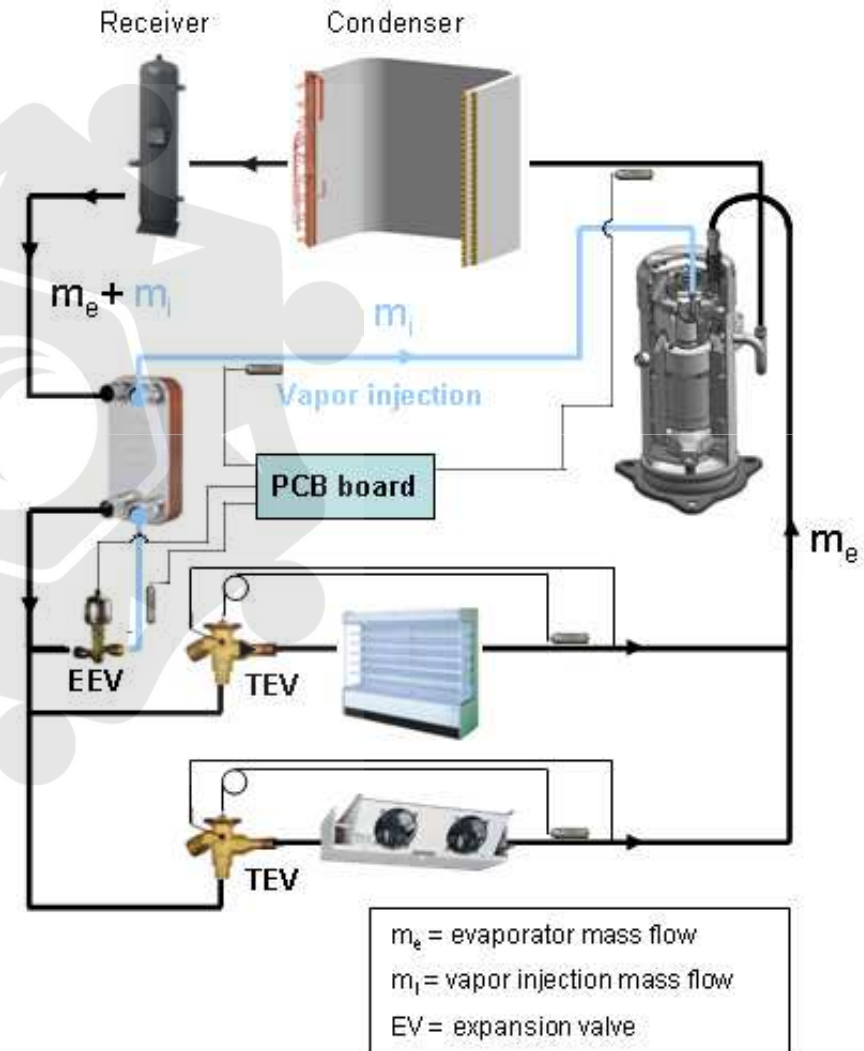 Receiver
Condenser
mₑ+ mᵢ
mᵢ
Vapor injection
PCB board
mₑ
EEV
TEV
TEV
mₑ = evaporator mass flow
mᵢ = vapor injection mass flow
EV = expansion valve